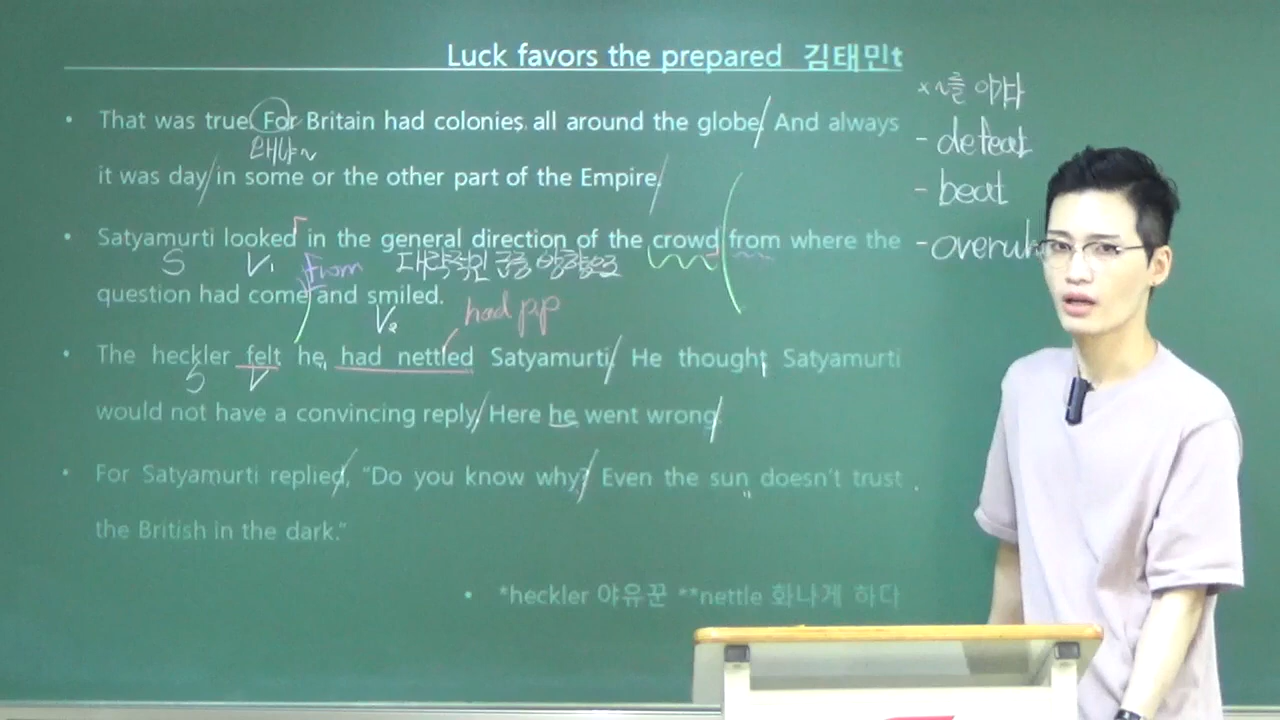 Luck favors the prepared 김태민t
• That was true. For Britain had colonies all around the globe. And always
왜냐~
it was day in some or the other part of the Empire.
• Satyamurti looked in the general direction of the crowd from where the
S V₁ from 대략적인 군중 방향으로
question had come and smiled.
V₂ had p.p
• The heckler felt he had nettled Satyamurti. He thought Satyamurti
S V
would not have a convincing reply. Here he went wrong.
• For Satyamurti replied, "Do you know why? Even the sun doesn't trust
the British in the dark."
• *heckler 야유꾼 **nettle 화나게 하다
- defeat
- beat